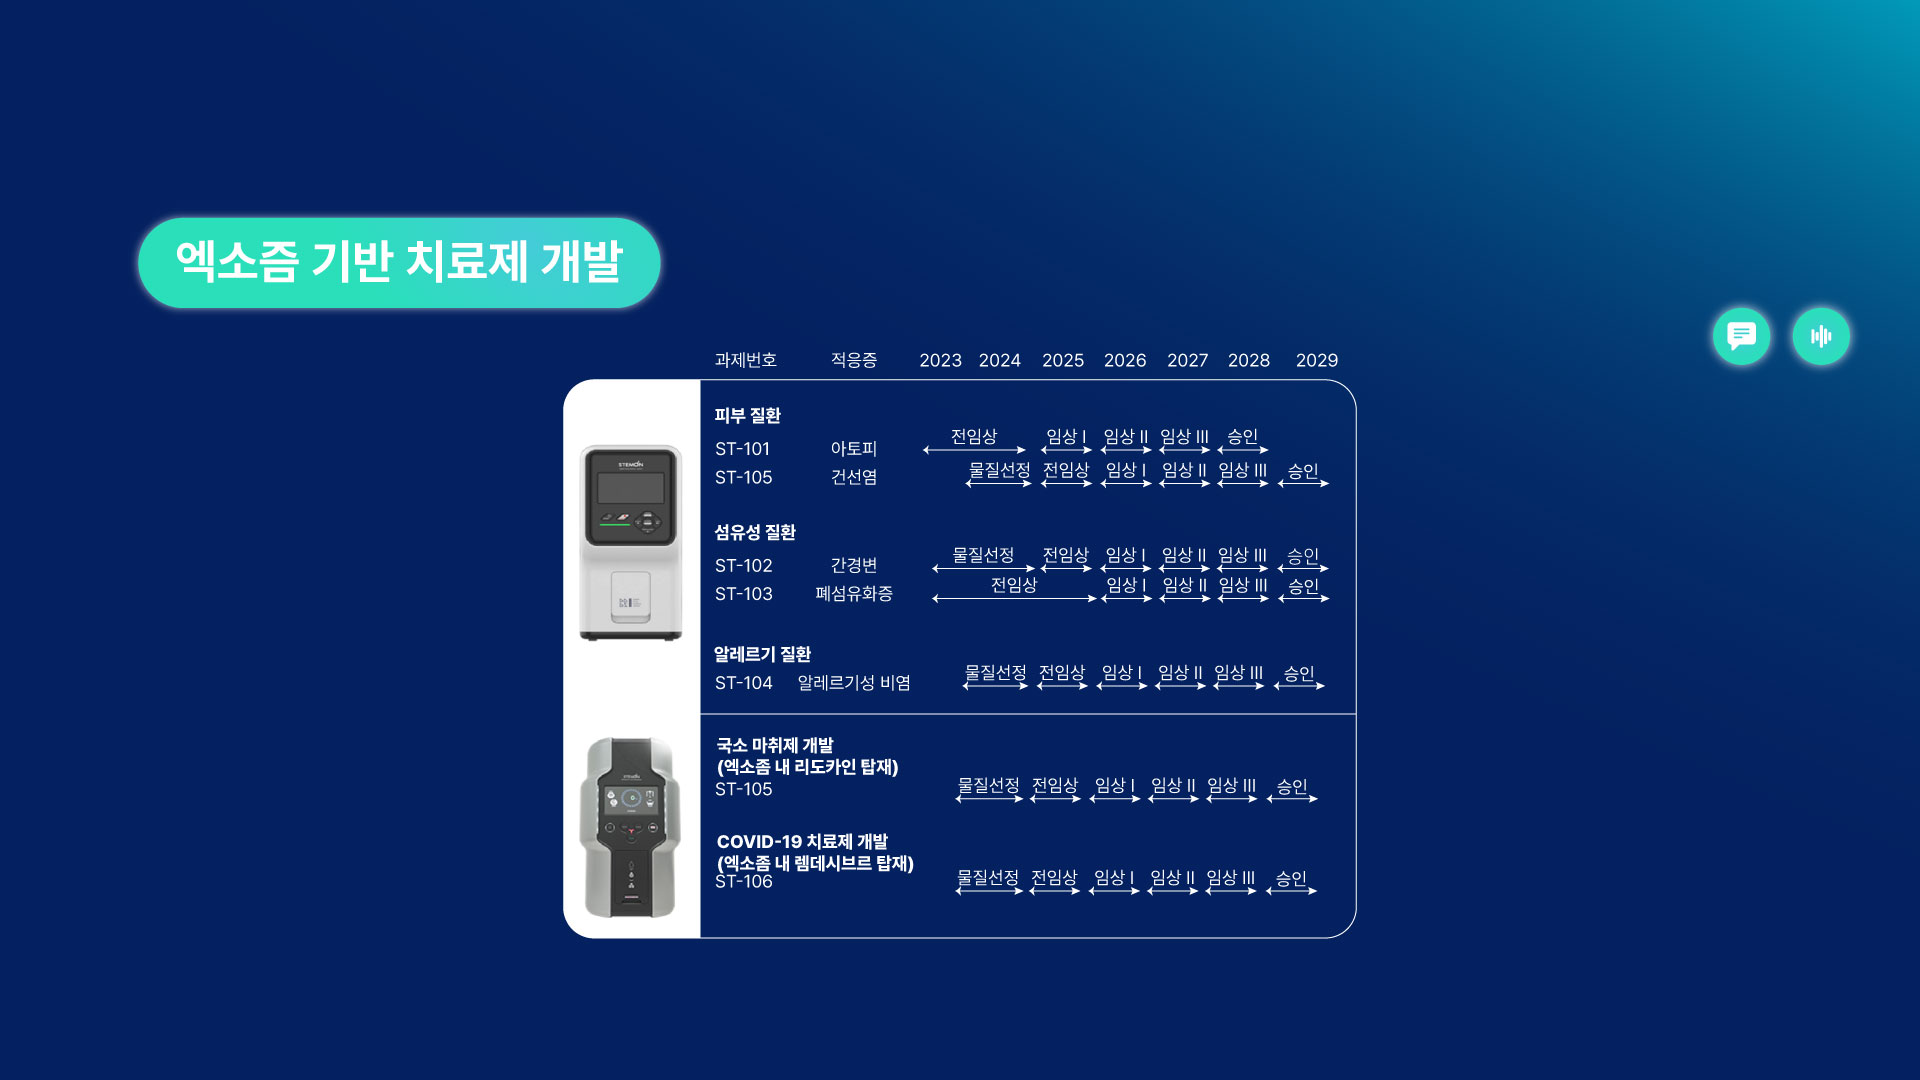 엑소즘 기반 치료제 개발
과제번호 적응증 2023 2024 2025 2026 2027 2028 2029
피부 질환
ST-101 아토피 전임상 임상 I 임상 II 임상 III 승인
ST-105 건선염 물질선정 전임상 임상 I 임상 II 임상 III 승인
섬유성 질환
ST-102 간경변 물질선정 전임상 임상 I 임상 II 임상 III 승인
ST-103 폐섬유화증 전임상 임상 I 임상 II 임상 III 승인
알레르기 질환
ST-104 알레르기성 비염 물질선정 전임상 임상 I 임상 II 임상 III 승인
국소 마취제 개발
(엑소좀 내 리도카인 탑재)
ST-105 물질선정 전임상 임상 I 임상 II 임상 III 승인
COVID-19 치료제 개발
(엑소좀 내 렘데시브르 탑재)
ST-106 물질선정 전임상 임상 I 임상 II 임상 III 승인
STEMON
STEMON